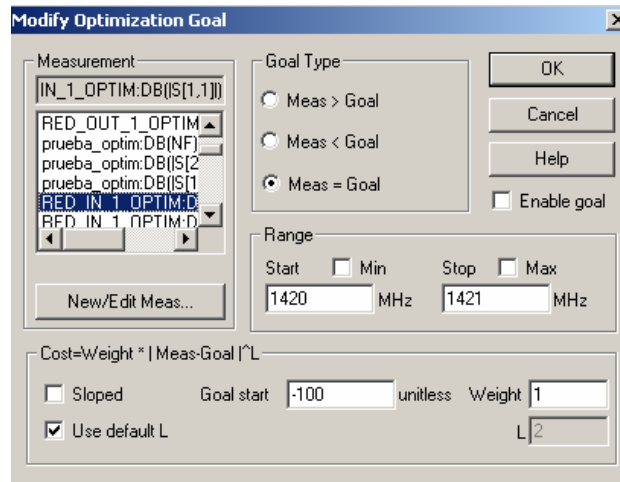 Modify Optimization Goal
Measurement
IN_1_OPTIM:DB(|S[1,1]|)
RED_OUT_1_OPTIM
prueba_optim:DB(NF)
prueba_optim:DB(|S[2
prueba_optim:DB(|S[1
RED_IN_1_OPTIM:D
RED_IN_1_OPTIM:D
New/Edit Meas...
Goal Type
Meas > Goal
Meas < Goal
Meas = Goal
OK
Cancel
Help
Enable goal
Range
Start Min Stop Max
1420 MHz 1421 MHz
Cost=Weight * | Meas-Goal |^L
Sloped Goal start -100 unitless Weight 1
Use default L L 2